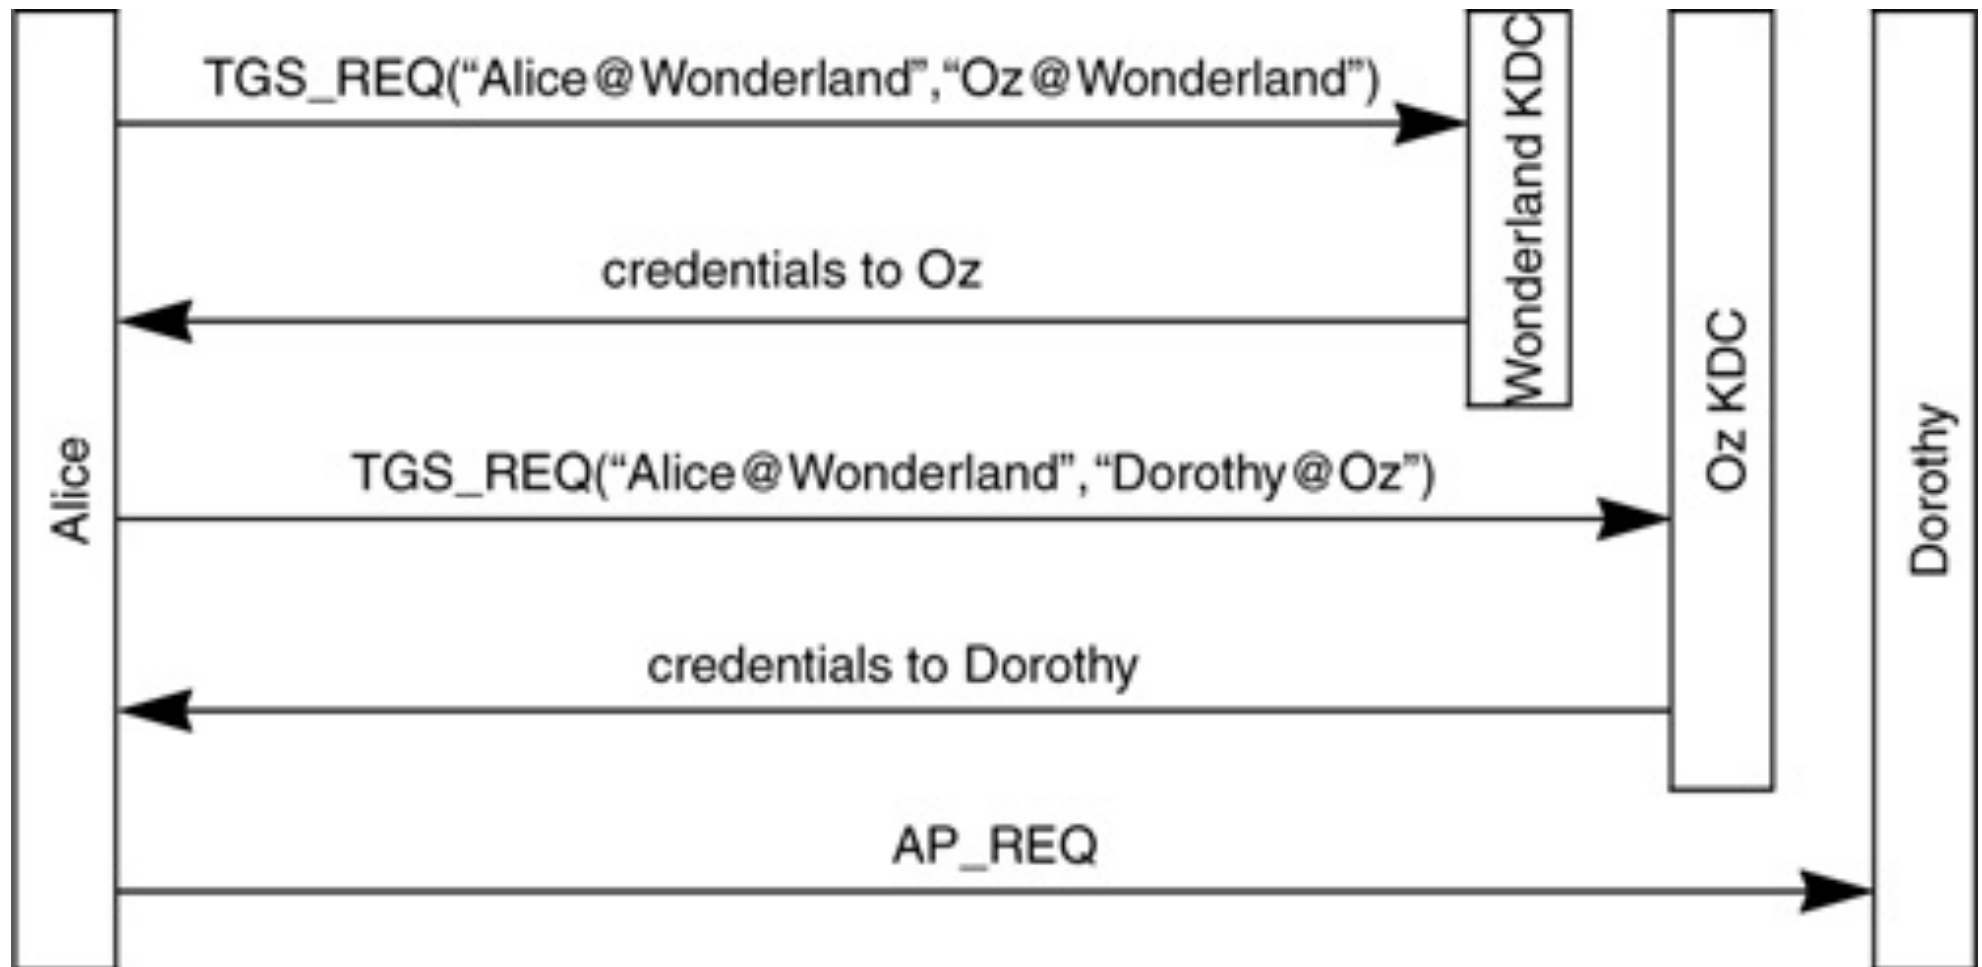 TGS_REQ(“Alice@Wonderland”,“Oz@Wonderland”)
Wonderland KDC
credentials to Oz
Oz KDC
Alice
TGS_REQ(“Alice@Wonderland”,“Dorothy@Oz”)
Dorothy
credentials to Dorothy
AP_REQ